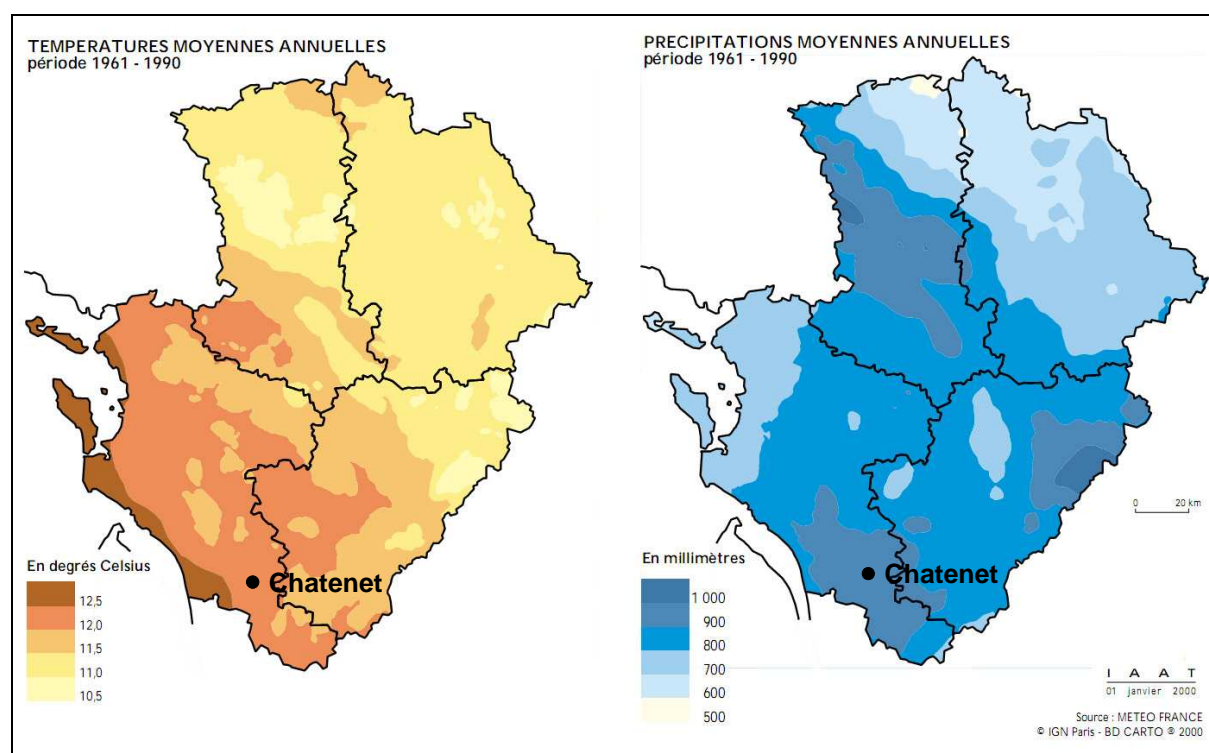 TEMPERATURES MOYENNES ANNUELLES
période 1961 - 1990
En degrés Celsius
12,5
12,0
11,5
11,0
10,5
Chatenet
PRECIPITATIONS MOYENNES ANNUELLES
période 1961 - 1990
0 20 km
En millimètres
1 000
900
800
700
600
500
Chatenet
I A A T
01 janvier 2000
Source : METEO FRANCE
© IGN Paris - BD CARTO ® 2000